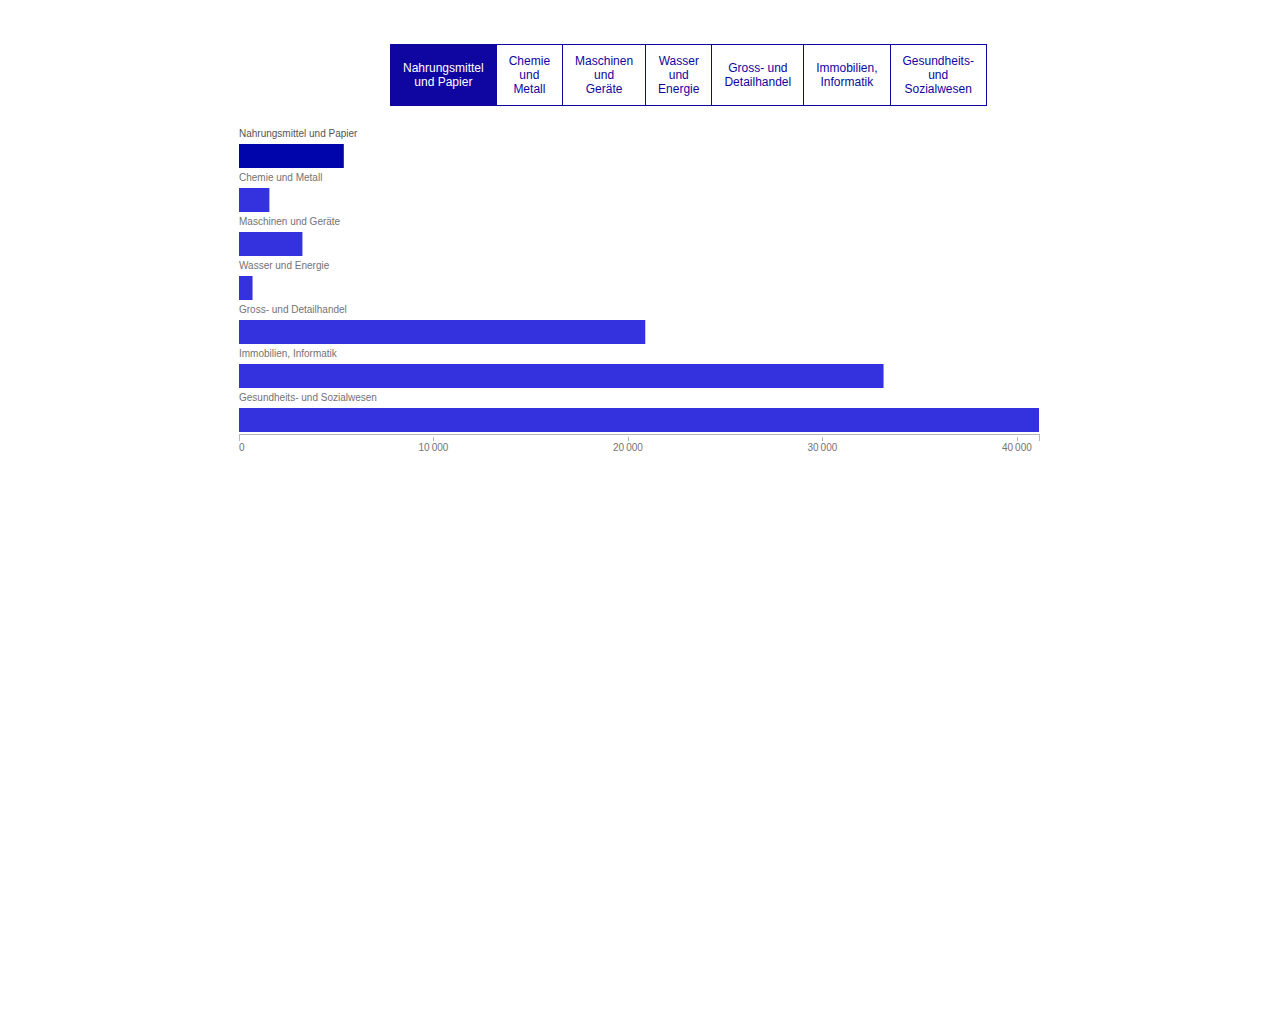 Nahrungsmittel
und Papier
Chemie
und
Metall
Maschinen
und
Geräte
Wasser
und
Energie
Gross- und
Detailhandel
Immobilien,
Informatik
Gesundheits-
und
Sozialwesen
Nahrungsmittel und Papier
Chemie und Metall
Maschinen und Geräte
Wasser und Energie
Gross- und Detailhandel
Immobilien, Informatik
Gesundheits- und Sozialwesen
0 10 000 20 000 30 000 40 000